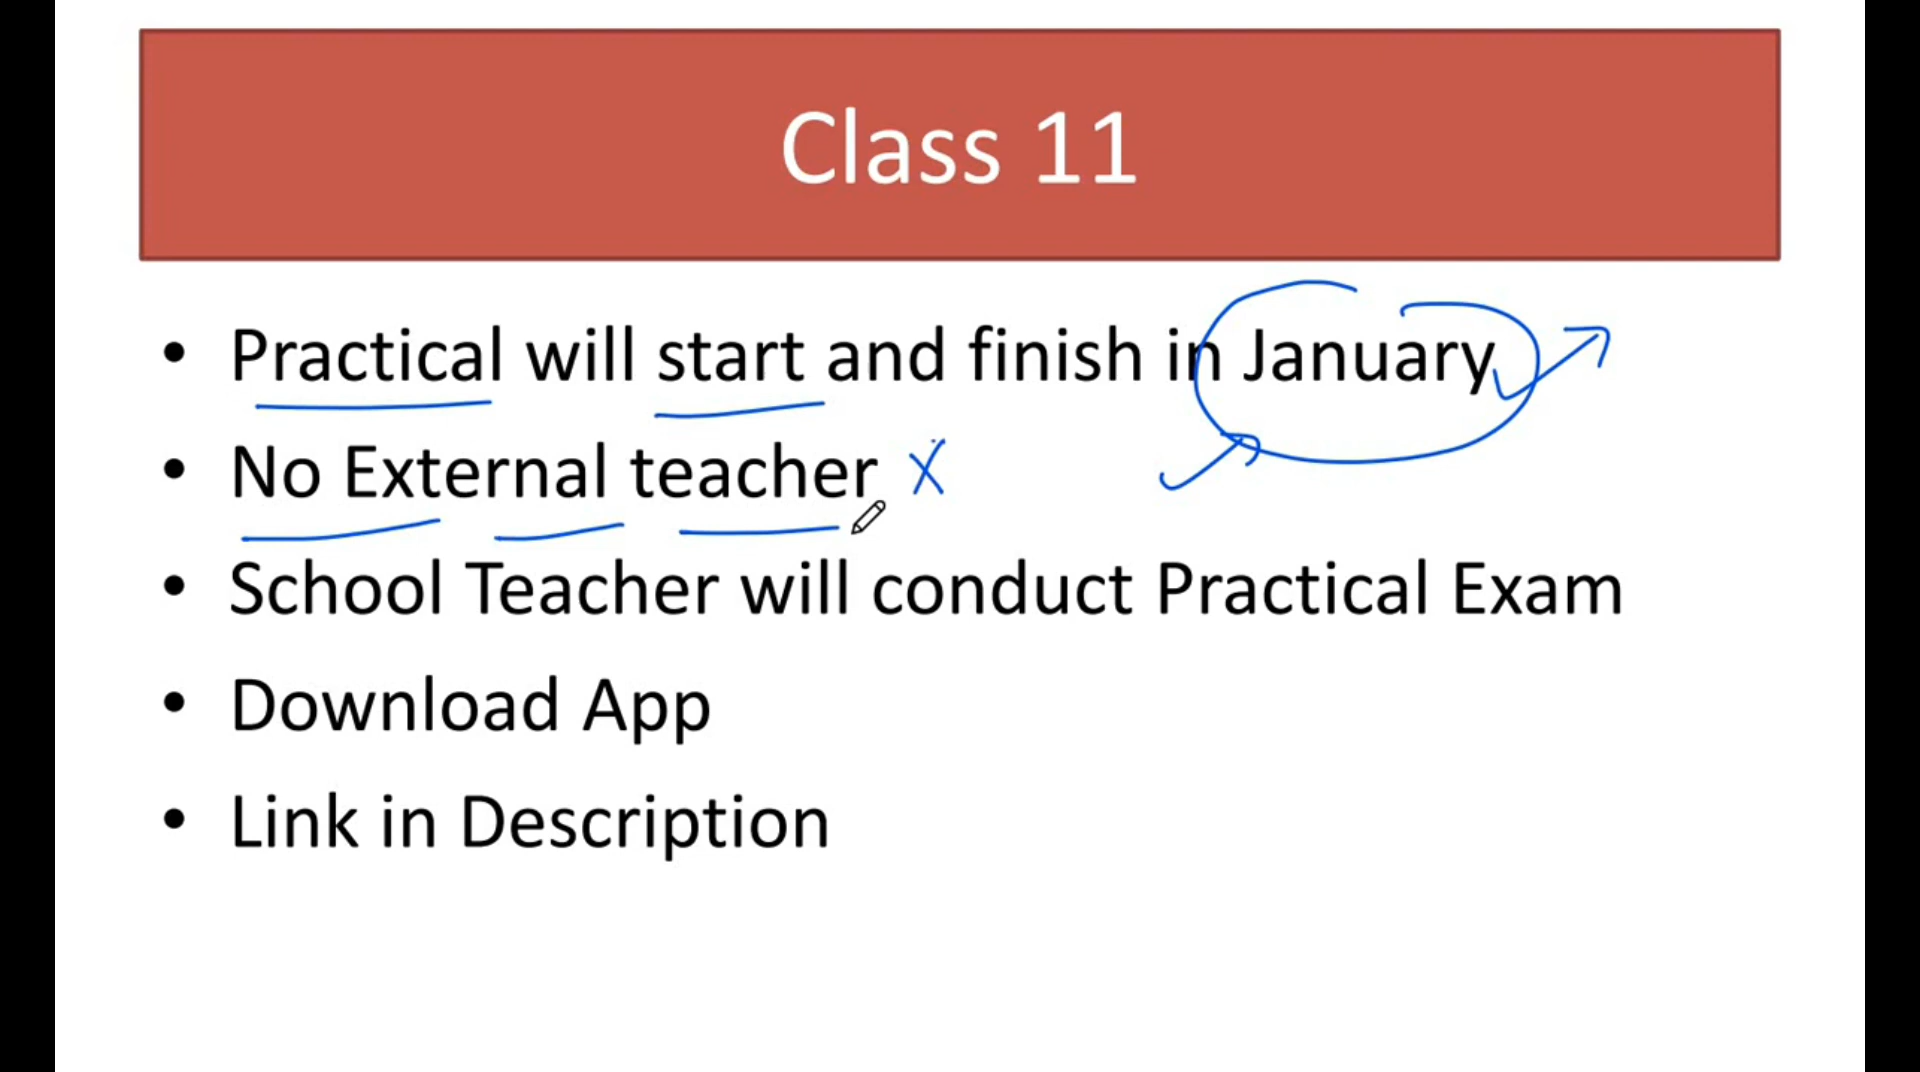 Class 11
• Practical will start and finish in January
• No External teacher X
• School Teacher will conduct Practical Exam
• Download App
• Link in Description